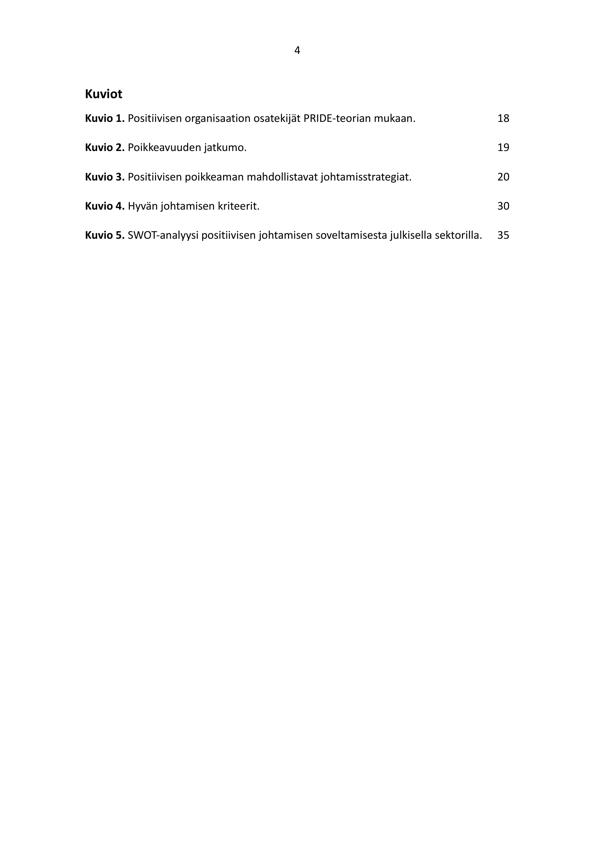 4
Kuviot
Kuvio 1. Positiivisen organisaation osatekijät PRIDE-teorian mukaan. 18
Kuvio 2. Poikkeavuuden jatkumo. 19
Kuvio 3. Positiivisen poikkeaman mahdollistavat johtamisstrategiat. 20
Kuvio 4. Hyvän johtamisen kriteerit. 30
Kuvio 5. SWOT-analyysi positiivisen johtamisen soveltamisesta julkisella sektorilla. 35